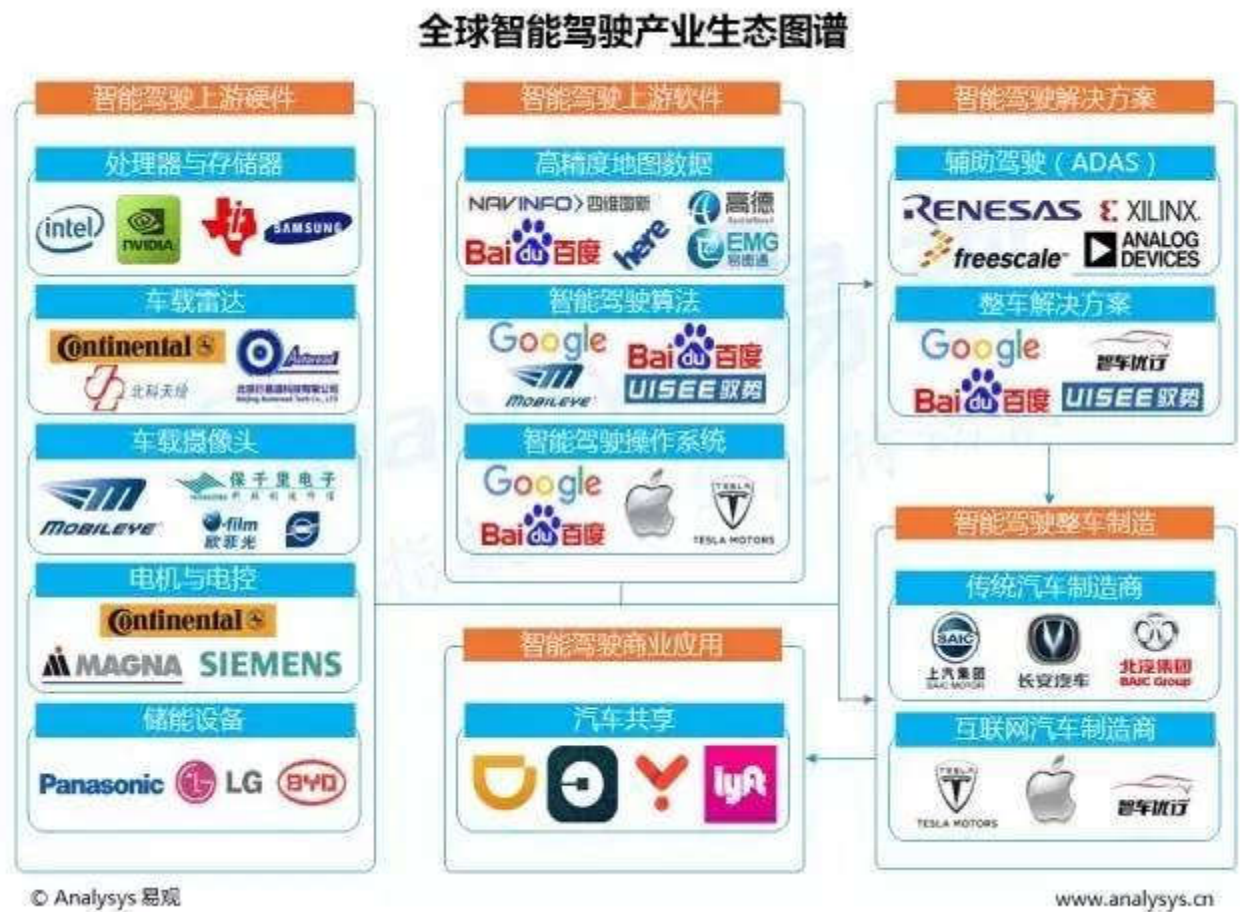 全球智能驾驶产业生态图谱
智能驾驶上游硬件
处理器与存储器
intel
NVIDIA
SAMSUNG
车载雷达
Continental
Autoroad
北科天绘
车载摄像头
MOBILEYE
保千里电子
O-film
欧菲光
电机与电控
Continental
MAGNA
SIEMENS
储能设备
Panasonic
LG
BYD
智能驾驶上游软件
高精度地图数据
NAVINFO 四维图新
高德
Baidu百度
here
EMG
易图通
智能驾驶算法
Google
Baidu百度
MOBILEYE
UISEE驭势
智能驾驶操作系统
Google
Baidu百度
TESLA
TESLA MOTORS
智能驾驶商业应用
汽车共享
lyft
智能驾驶解决方案
辅助驾驶（ADAS）
RENESAS
XILINX
freescale
ANALOG
DEVICES
整车解决方案
Google
智车优行
Baidu百度
UISEE驭势
智能驾驶整车制造
传统汽车制造商
SAIC
上汽集团
SAIC MOTOR
长安汽车
北汽集团
BAIC Group
互联网汽车制造商
TESLA
TESLA MOTORS
智车优行
© Analysys 易观
www.analysys.cn